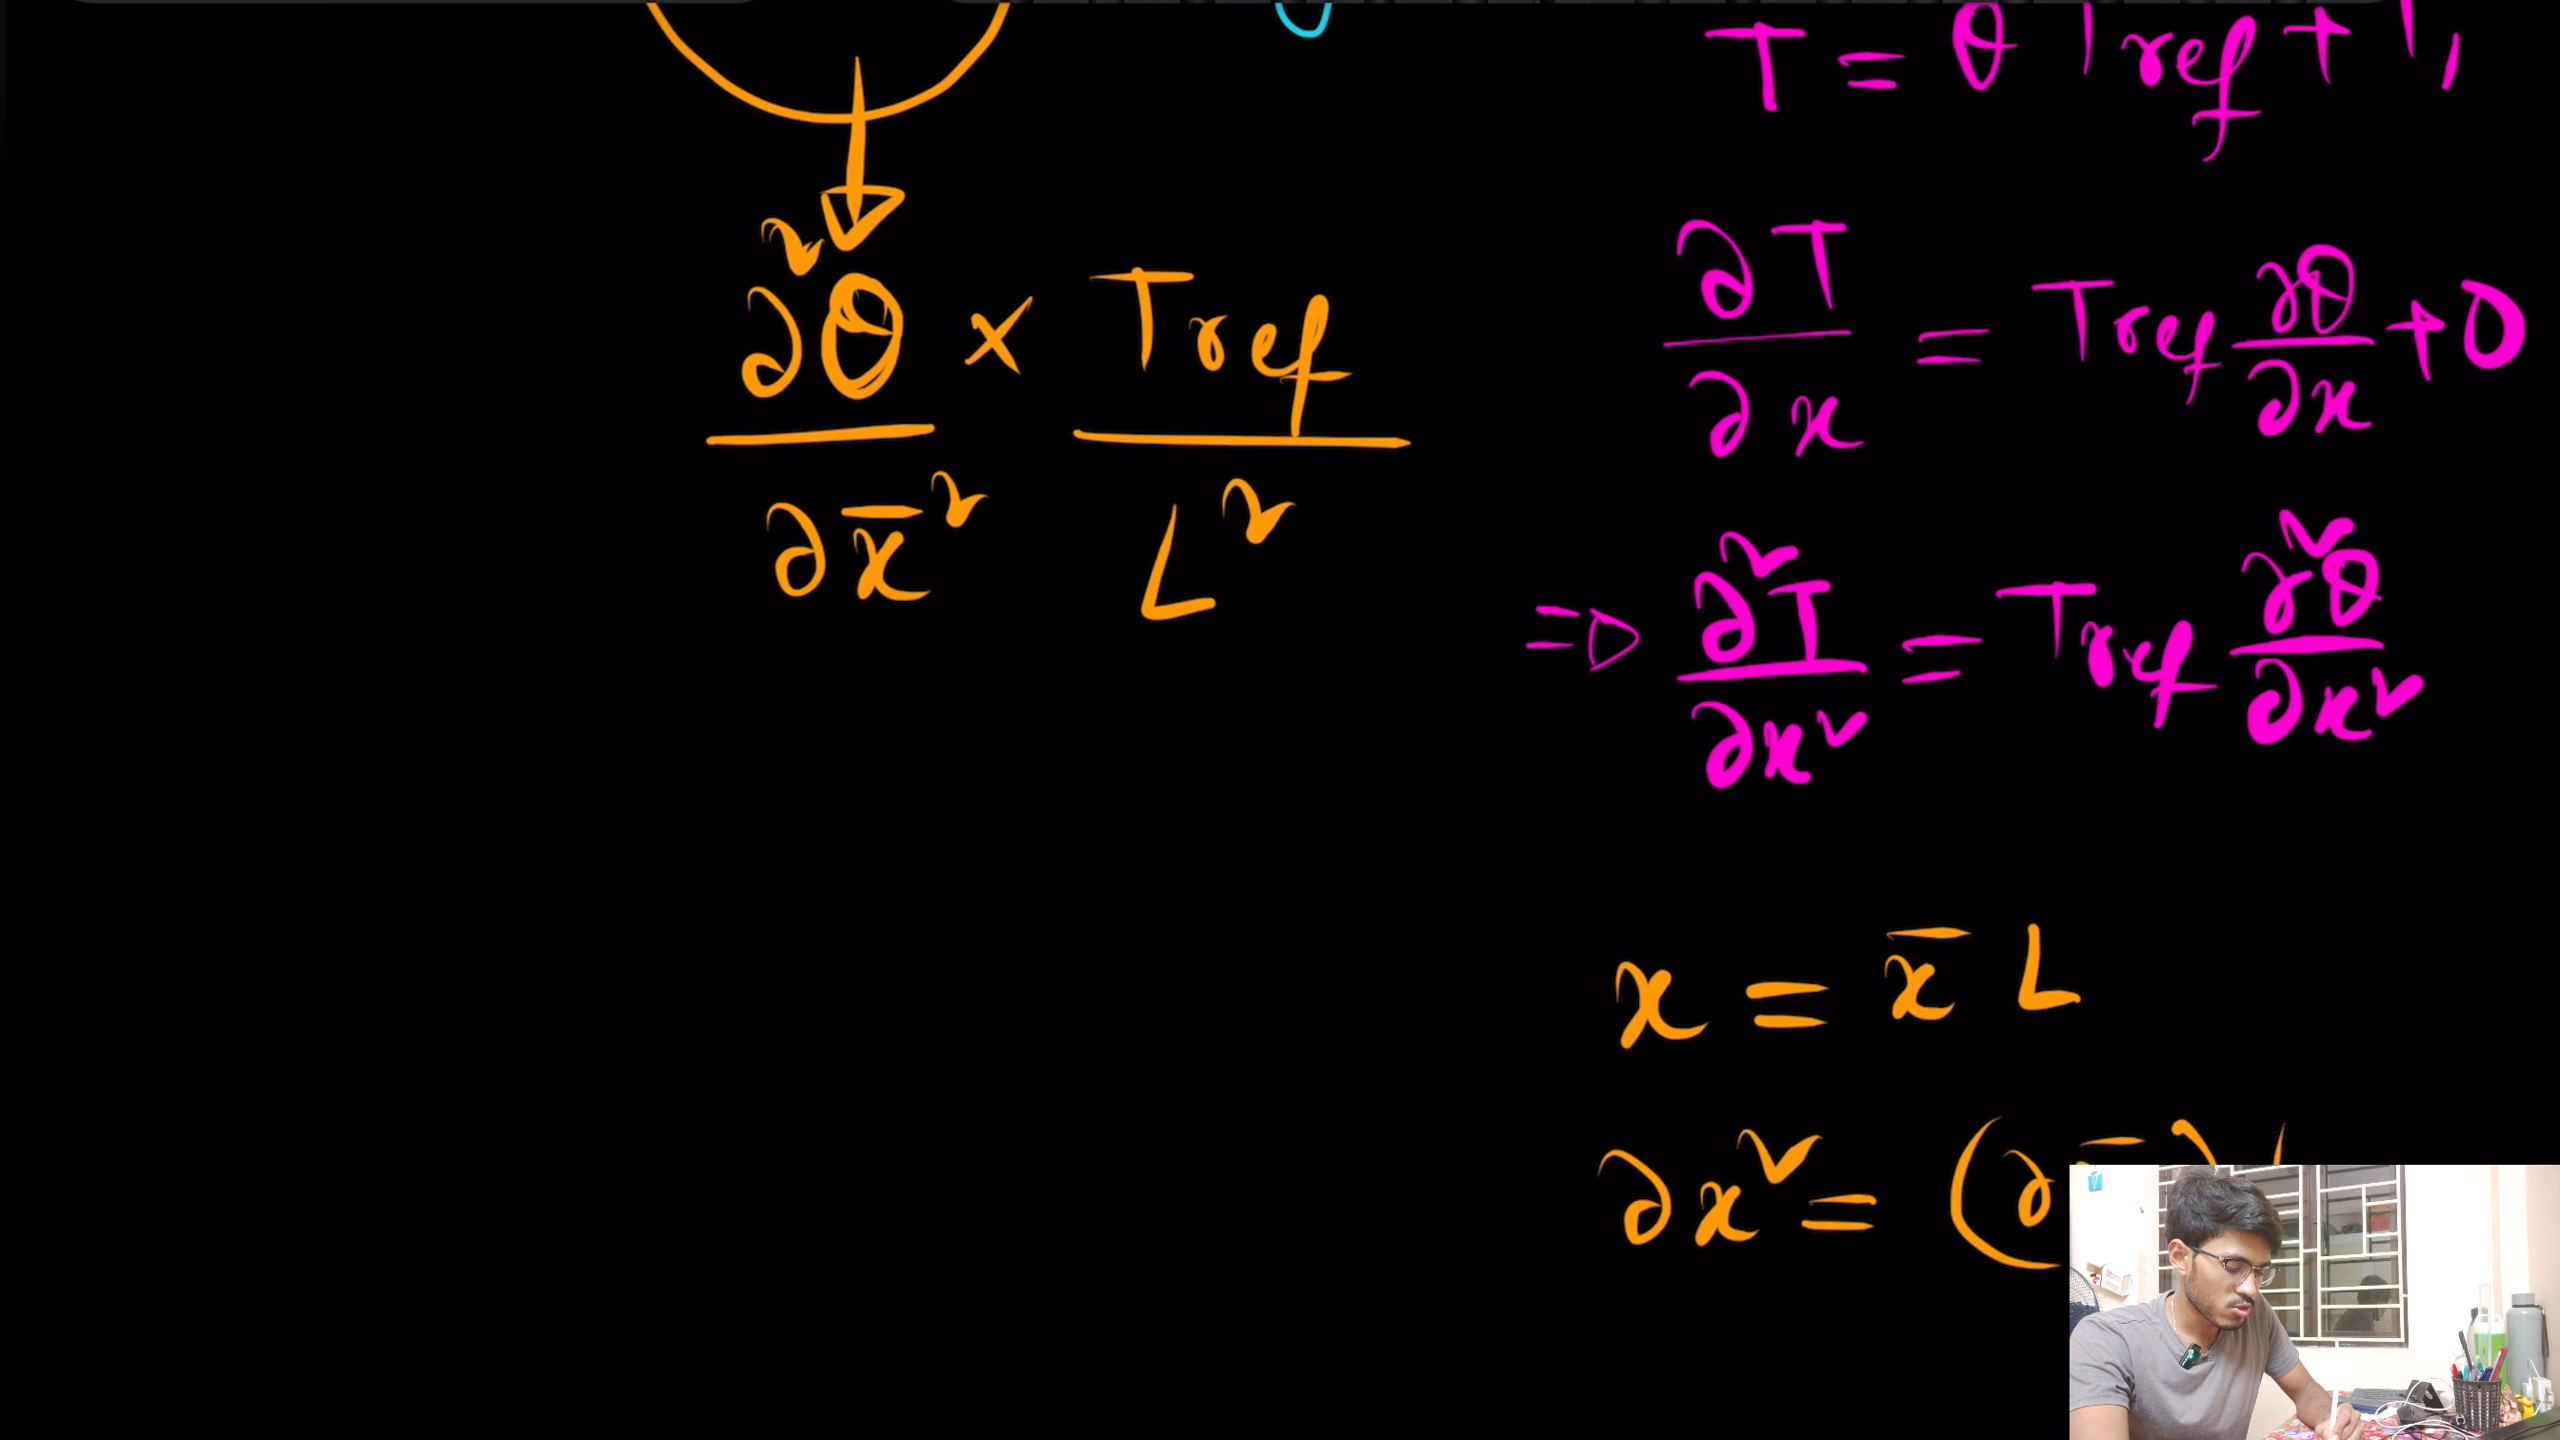 T = θ Tref + T₁
∂T/∂x = Tref ∂θ/∂x + 0
∂²θ/∂x̄² × Tref/L²
⇒ ∂²T/∂x² = Tref ∂²θ/∂x²
x = x̄ L
∂x² = (∂